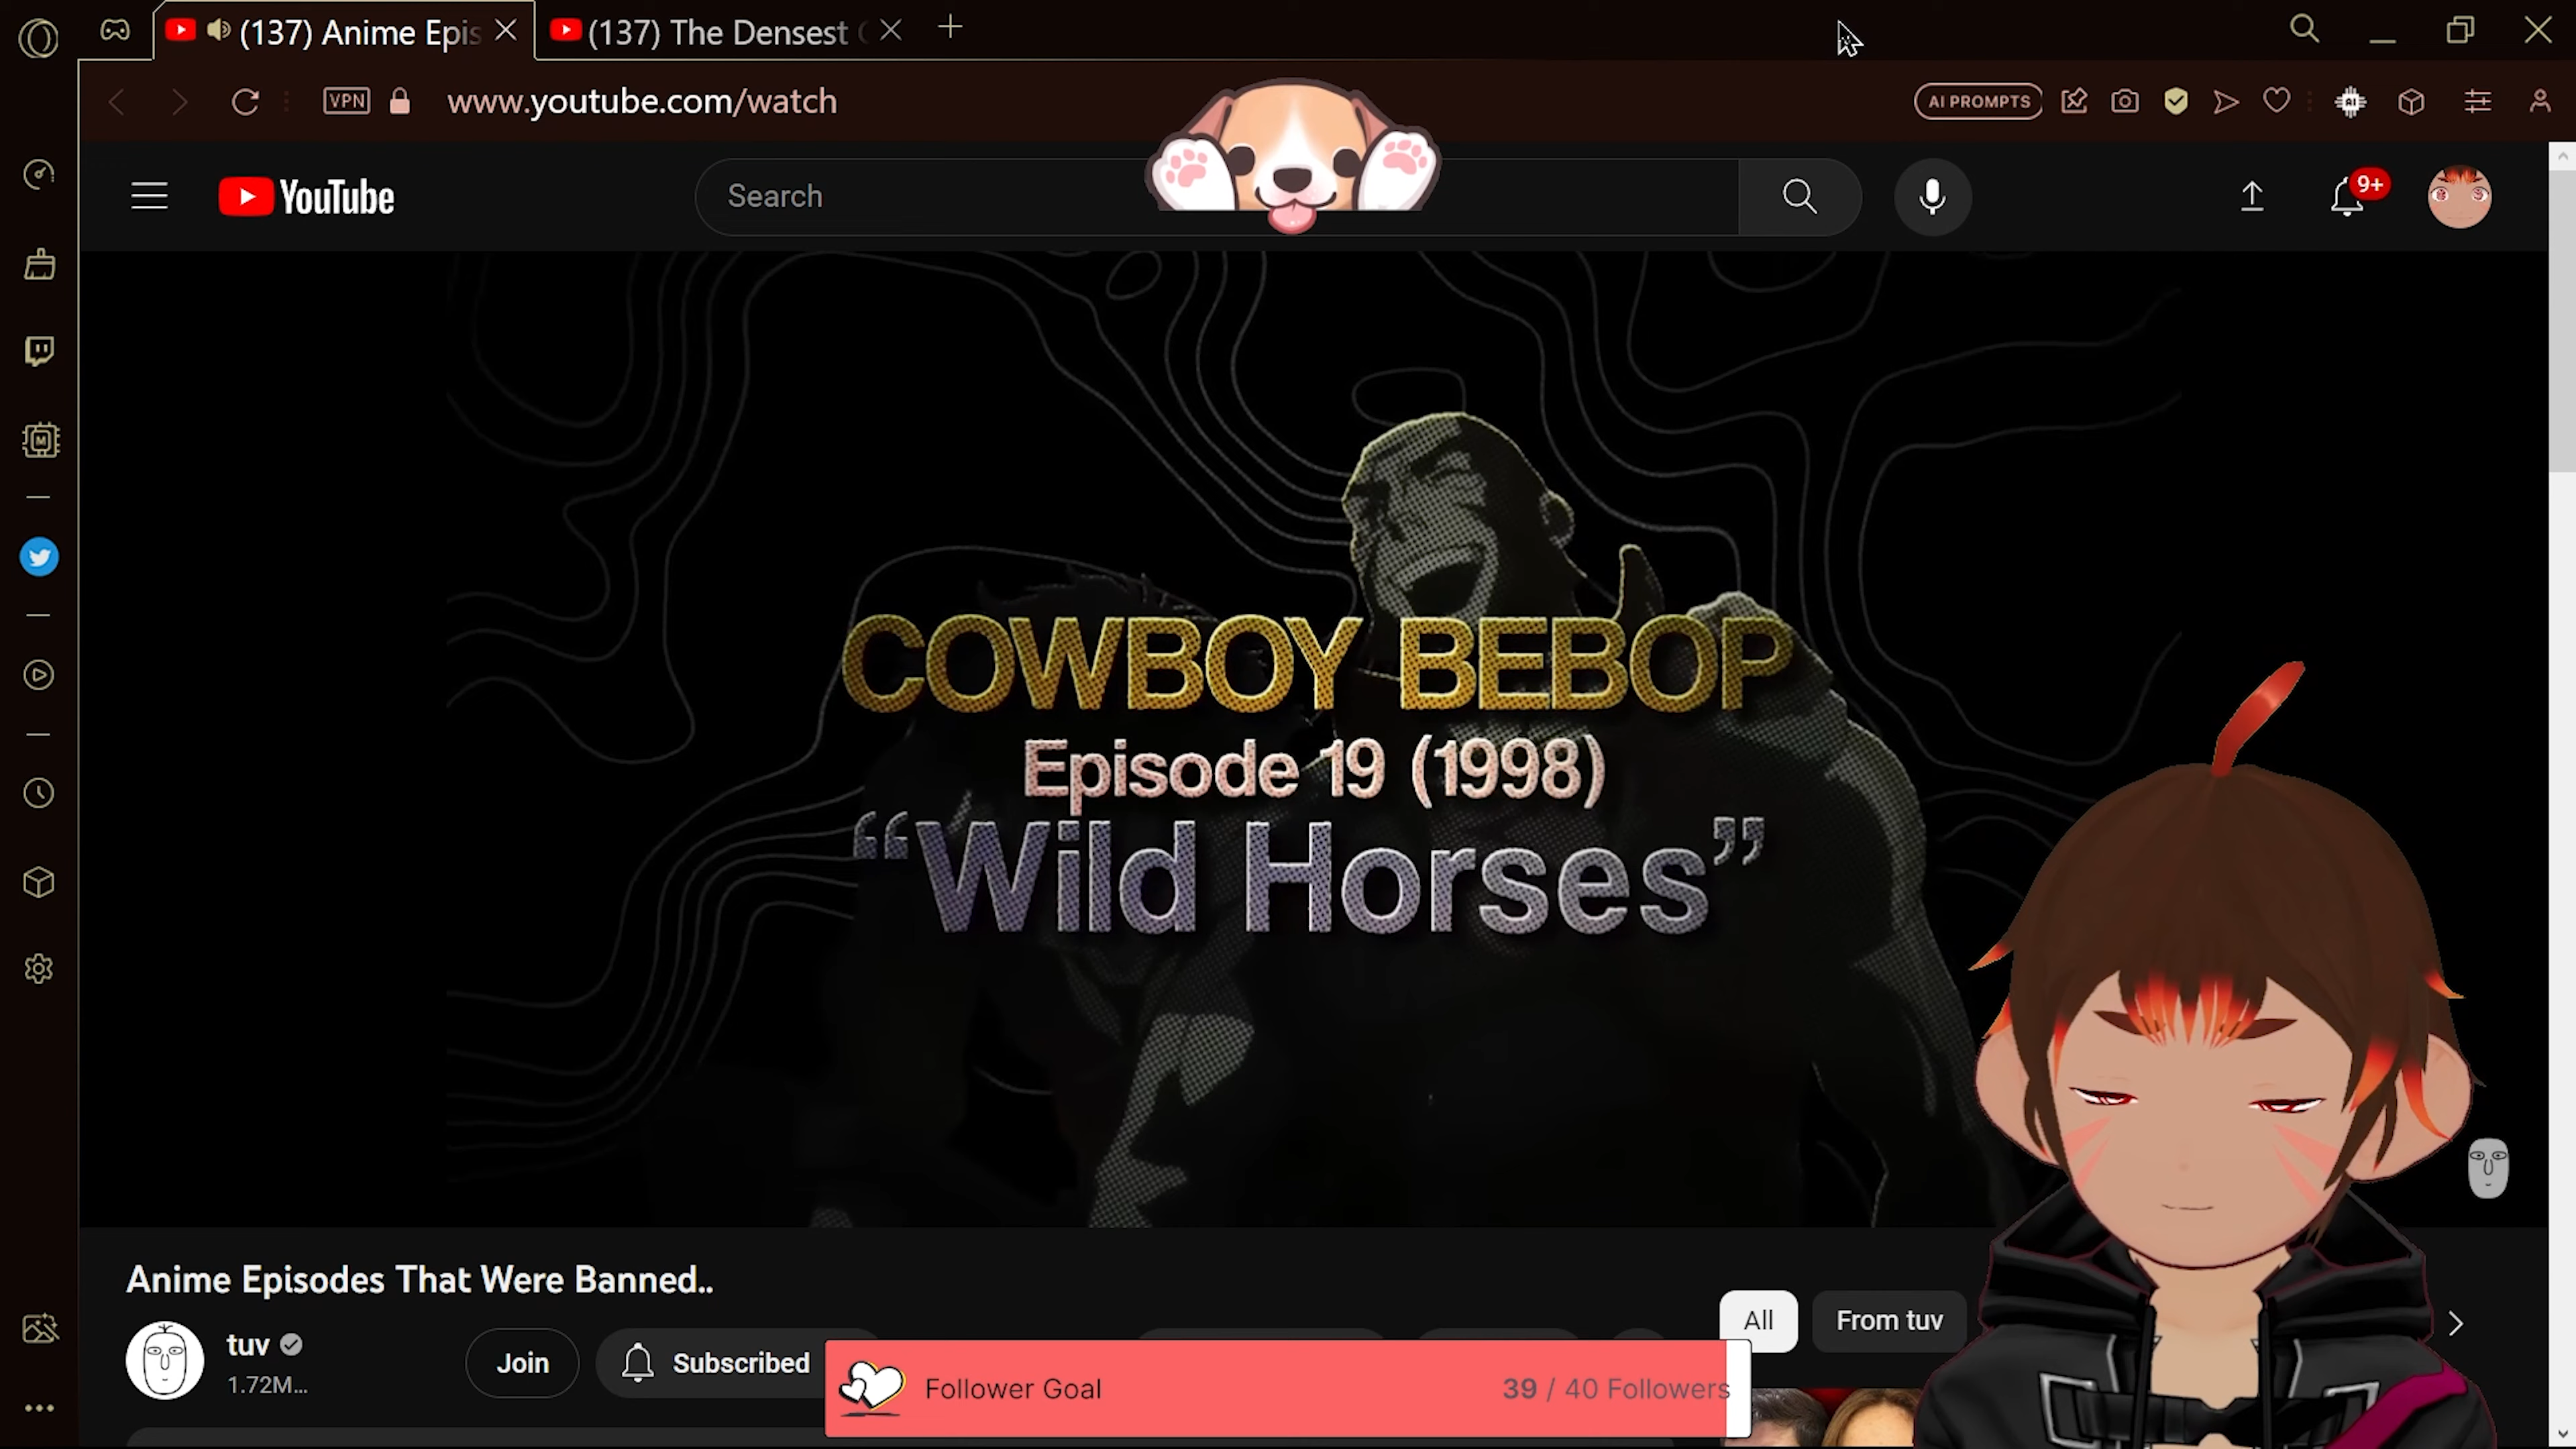 (137) Anime Epis
(137) The Densest
VPN
www.youtube.com/watch
AI PROMPTS
AI
YouTube
Search
9+
M
COWBOY BEBOP
Episode 19 (1998)
“Wild Horses”
Anime Episodes That Were Banned..
tuv
1.72M...
Join
Subscribed
All
From tuv
Follower Goal
39 / 40 Followers